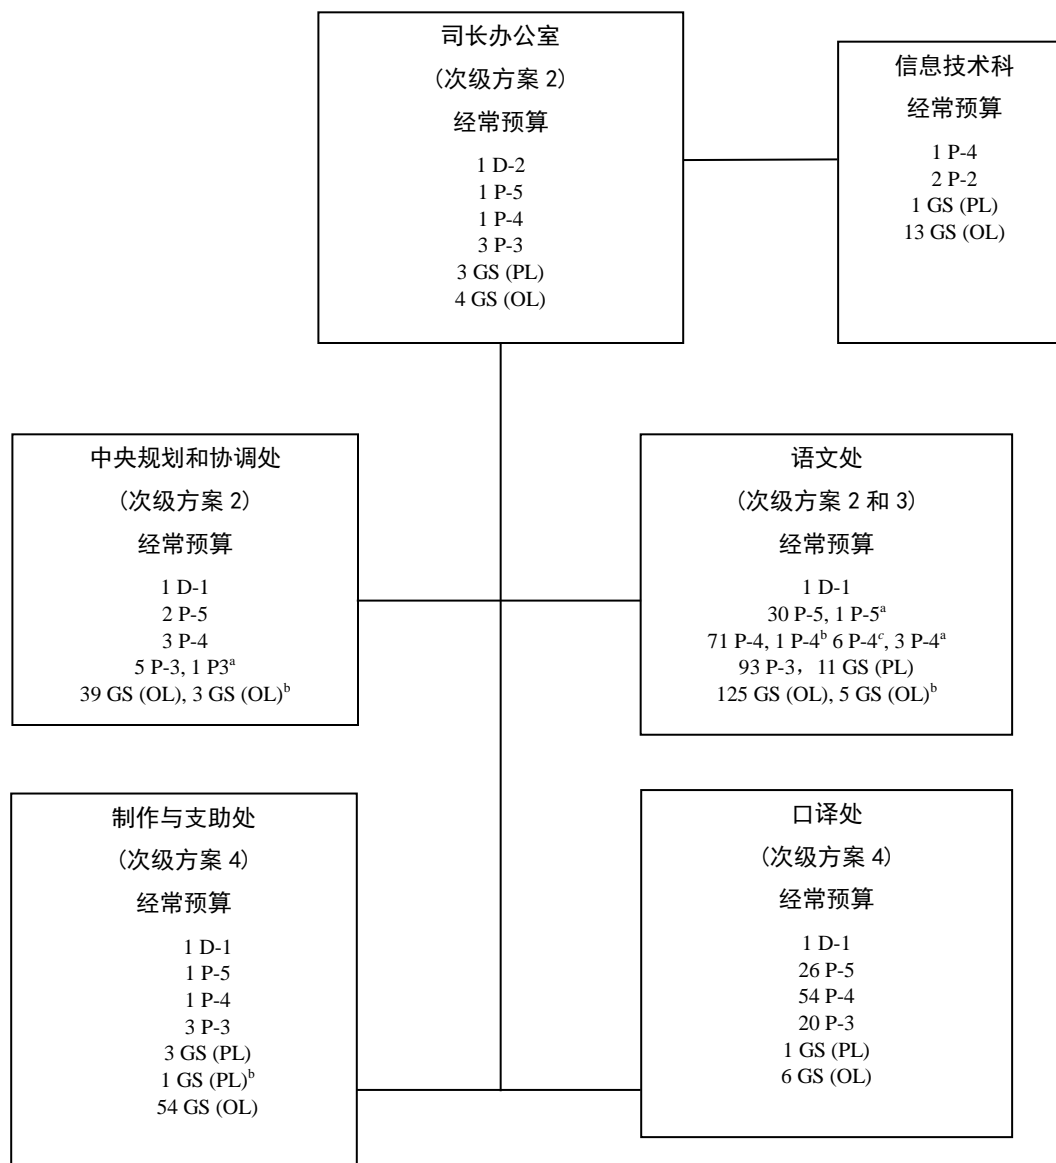 司长办公室
(次级方案 2)
经常预算
1 D-2
1 P-5
1 P-4
3 P-3
3 GS (PL)
4 GS (OL)
信息技术科
经常预算
1 P-4
2 P-2
1 GS (PL)
13 GS (OL)
中央规划和协调处
(次级方案 2)
经常预算
1 D-1
2 P-5
3 P-4
5 P-3, 1 P3a
39 GS (OL), 3 GS (OL)b
语文处
(次级方案 2 和 3)
经常预算
1 D-1
30 P-5, 1 P-5a
71 P-4, 1 P-4b 6 P-4c, 3 P-4a
93 P-3，11 GS (PL)
125 GS (OL), 5 GS (OL)b
制作与支助处
(次级方案 4)
经常预算
1 D-1
1 P-5
1 P-4
3 P-3
3 GS (PL)
1 GS (PL)b
54 GS (OL)
口译处
(次级方案 4)
经常预算
1 D-1
26 P-5
54 P-4
20 P-3
1 GS (PL)
6 GS (OL)